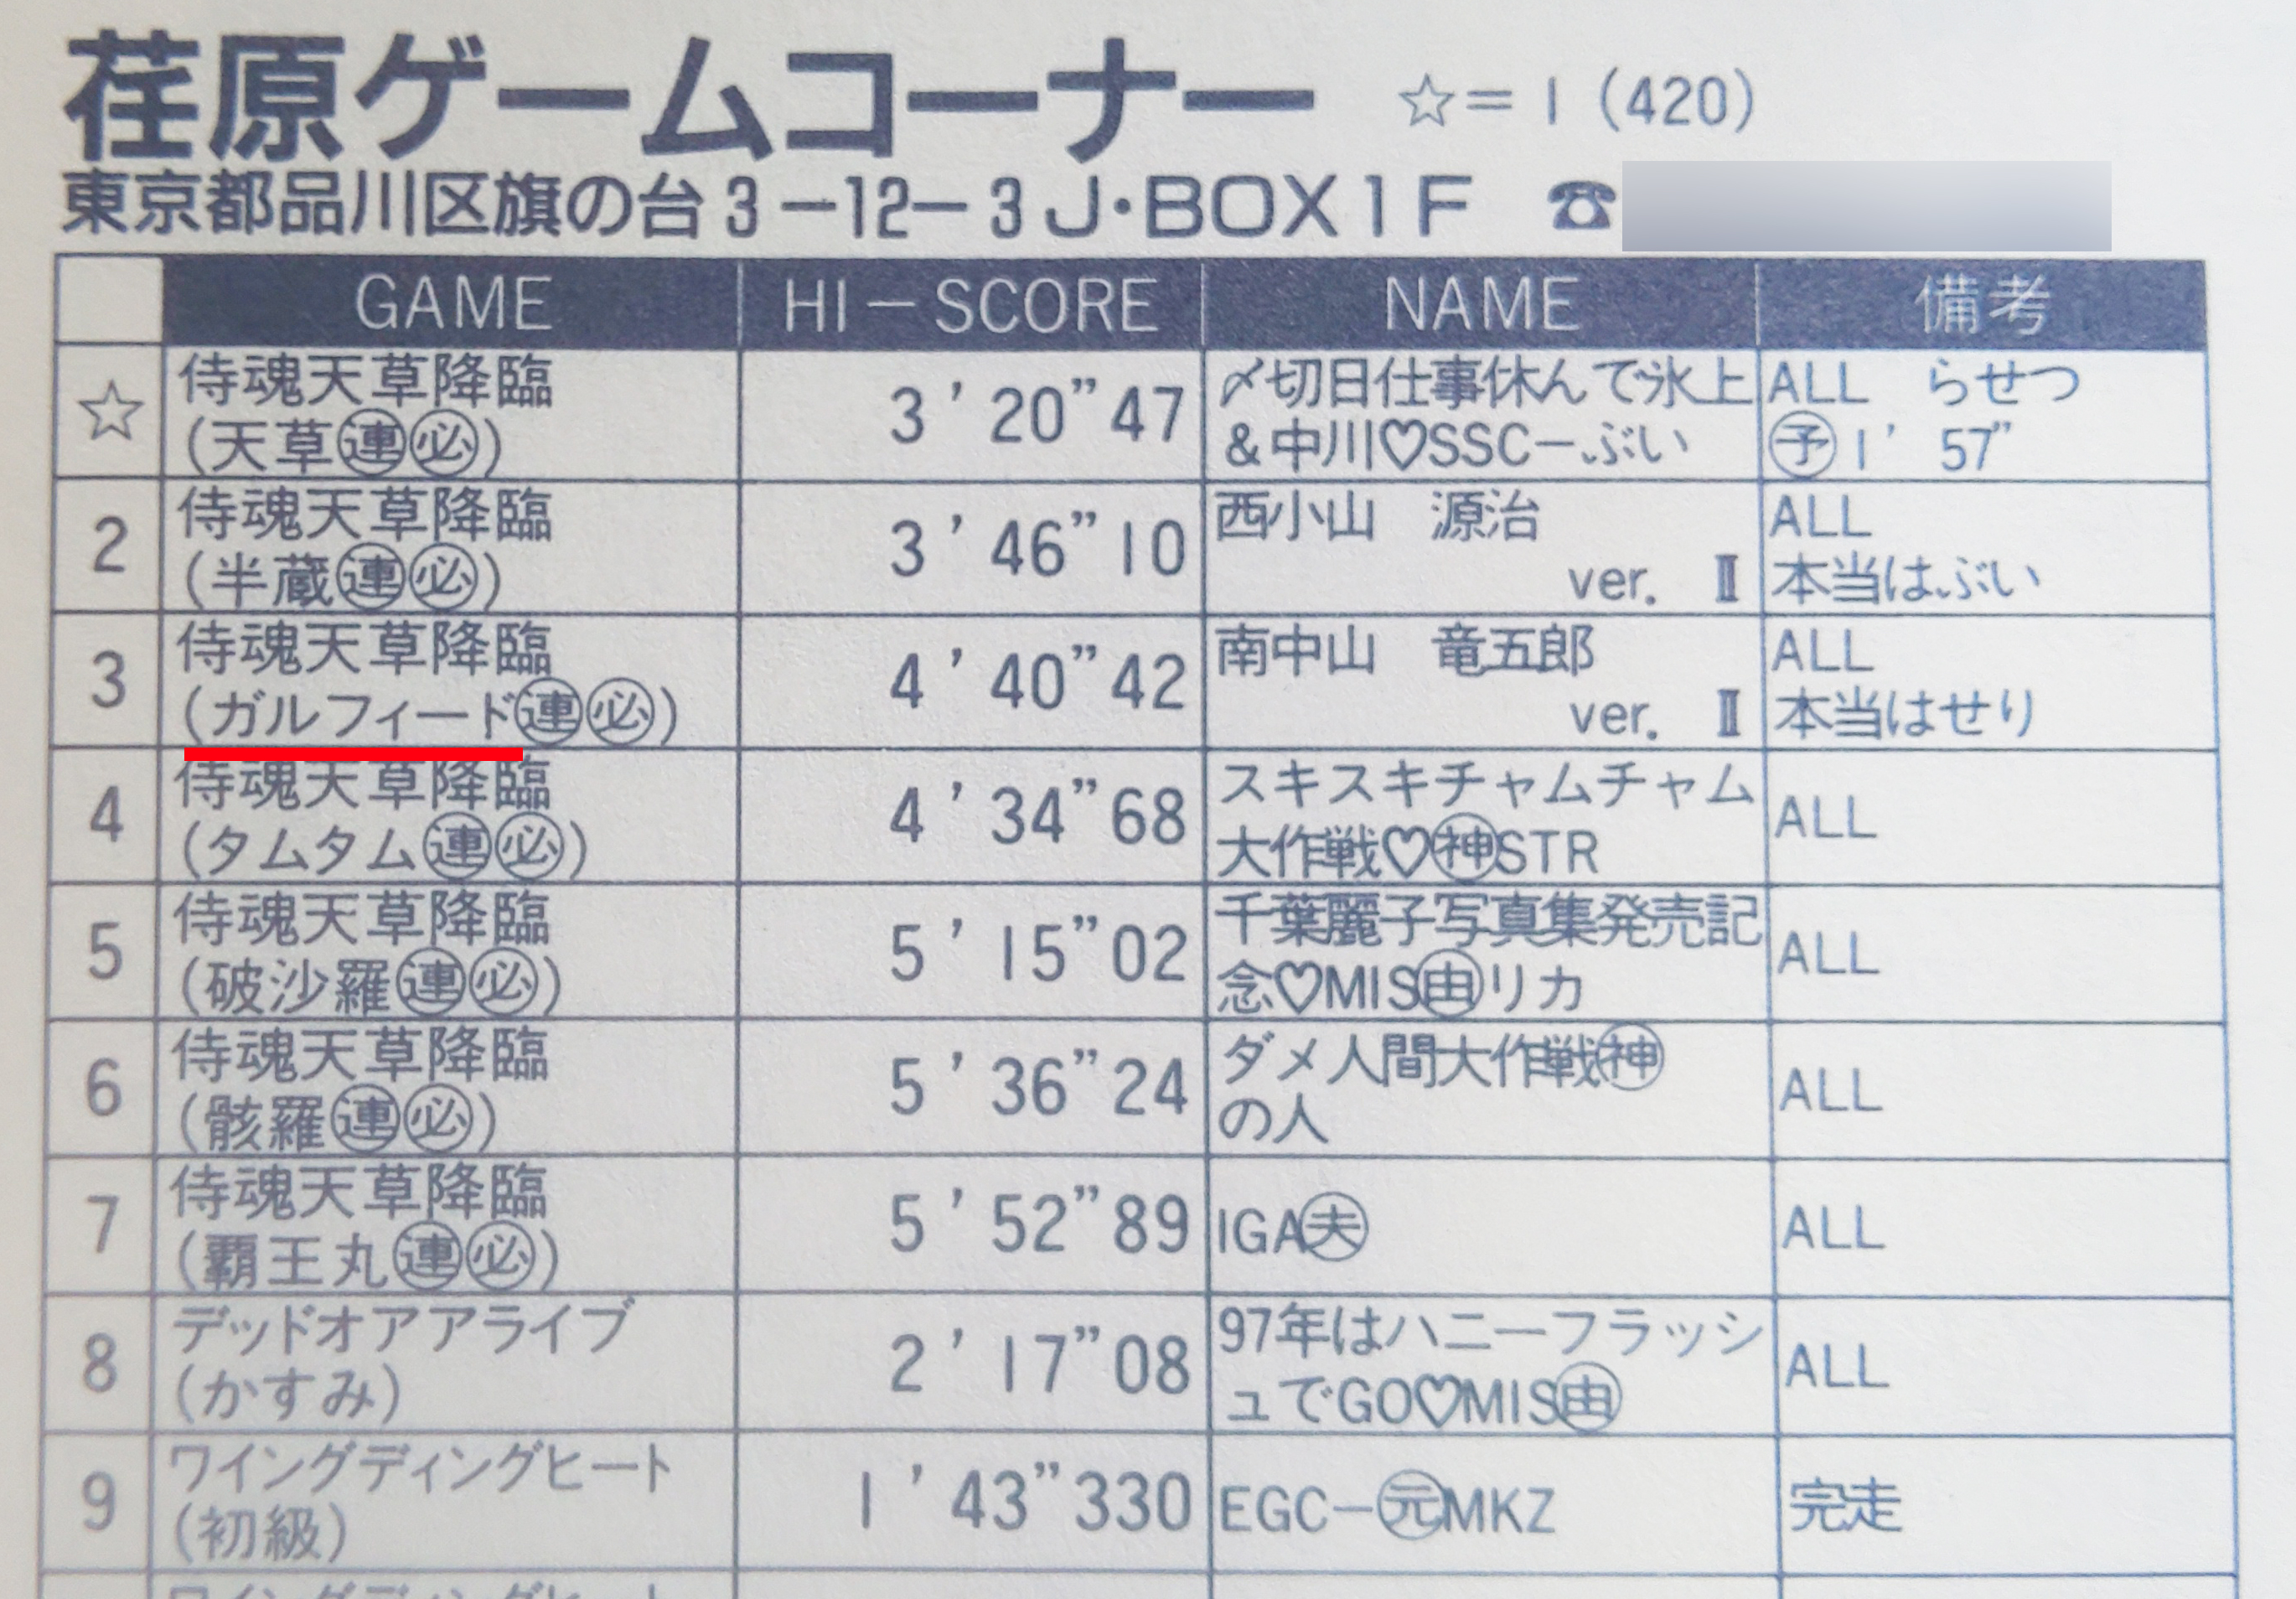 荏原ゲームコーナー ☆=1(420)
東京都品川区旗の台3-12-3J・BOX1F ☎
GAME HI-SCORE NAME 備考
☆ 侍魂天草降臨
(天草㊟連㊟必) 3'20"47 〆切日仕事休んで氷上
&中川♡SSC-ぶい ALL らせつ
予1'57"
2 侍魂天草降臨
(半蔵連必) 3'46"10 西小山 源治
ver. Ⅱ ALL
本当はぶい
3 侍魂天草降臨
(ガルフィード連必) 4'40"42 南中山 竜五郎
ver. Ⅱ ALL
本当はせり
4 侍魂天草降臨
(タムタム連必) 4'34"68 スキスキチャムチャム
大作戦♡神STR ALL
5 侍魂天草降臨
(破沙羅連必) 5'15"02 千葉麗子写真集発売記
念♡MIS由リカ ALL
6 侍魂天草降臨
(骸羅連必) 5'36"24 ダメ人間大作戦神
の人 ALL
7 侍魂天草降臨
(覇王丸連必) 5'52"89 IGA夫 ALL
8 デッドオアアライブ
(かすみ) 2'17"08 97年はハニーフラッシ
ュでGO♡MIS由 ALL
9 ワイングディングヒート
(初級) 1'43"330 EGC-元MKZ 完走